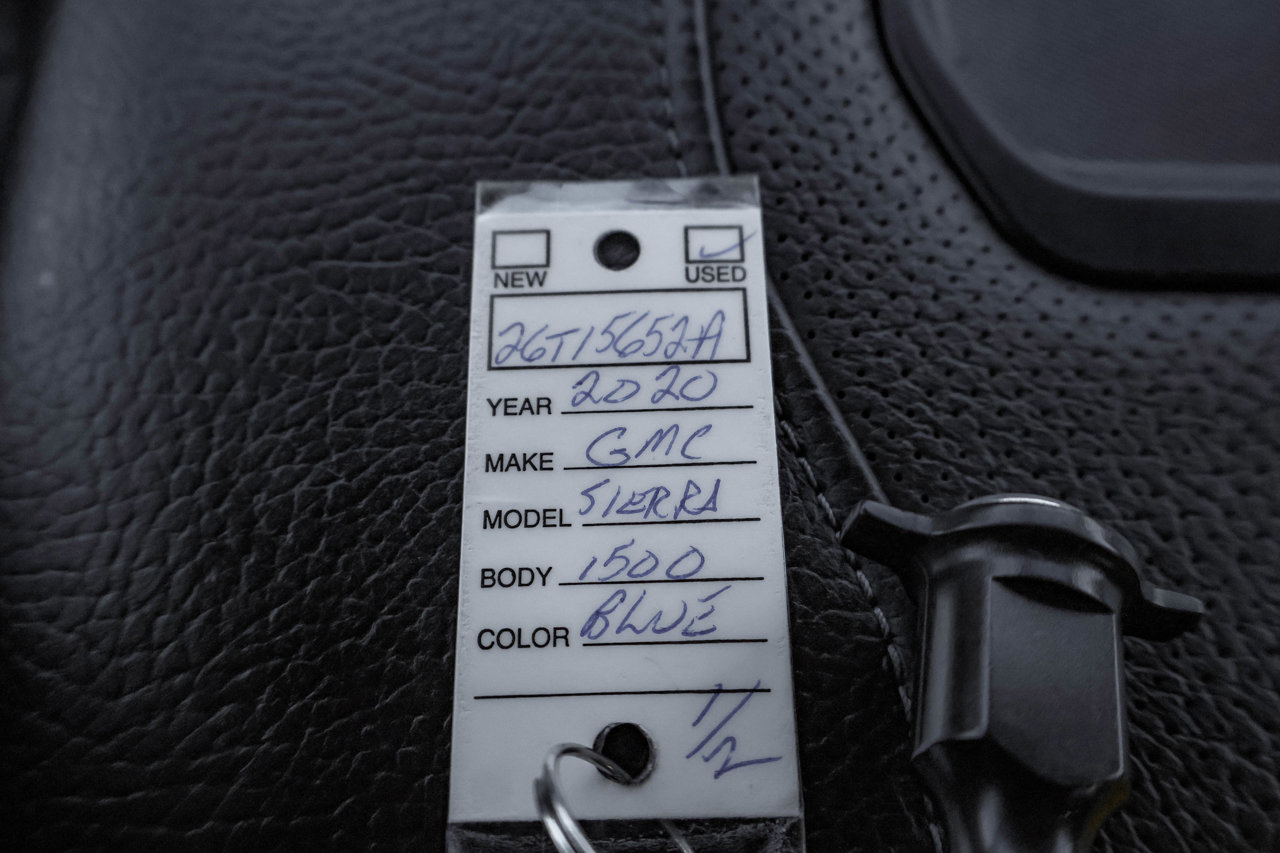 NEW USED
26T15652A
YEAR 2020
MAKE GMC
MODEL SIERRA
BODY 1500
COLOR BLUE
1/2